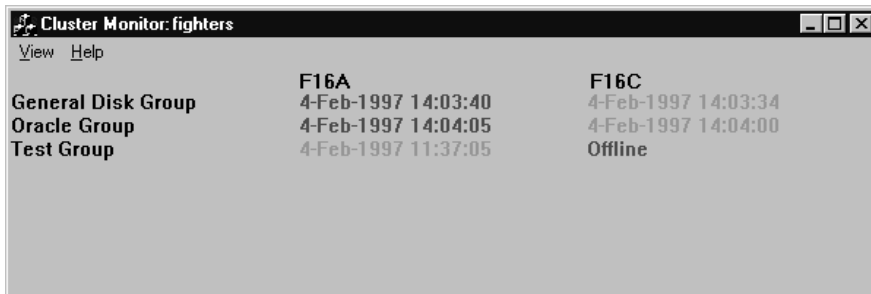 Cluster Monitor: fighters
View Help
F16A F16C
General Disk Group 4-Feb-1997 14:03:40 4-Feb-1997 14:03:34
Oracle Group 4-Feb-1997 14:04:05 4-Feb-1997 14:04:00
Test Group 4-Feb-1997 11:37:05 Offline